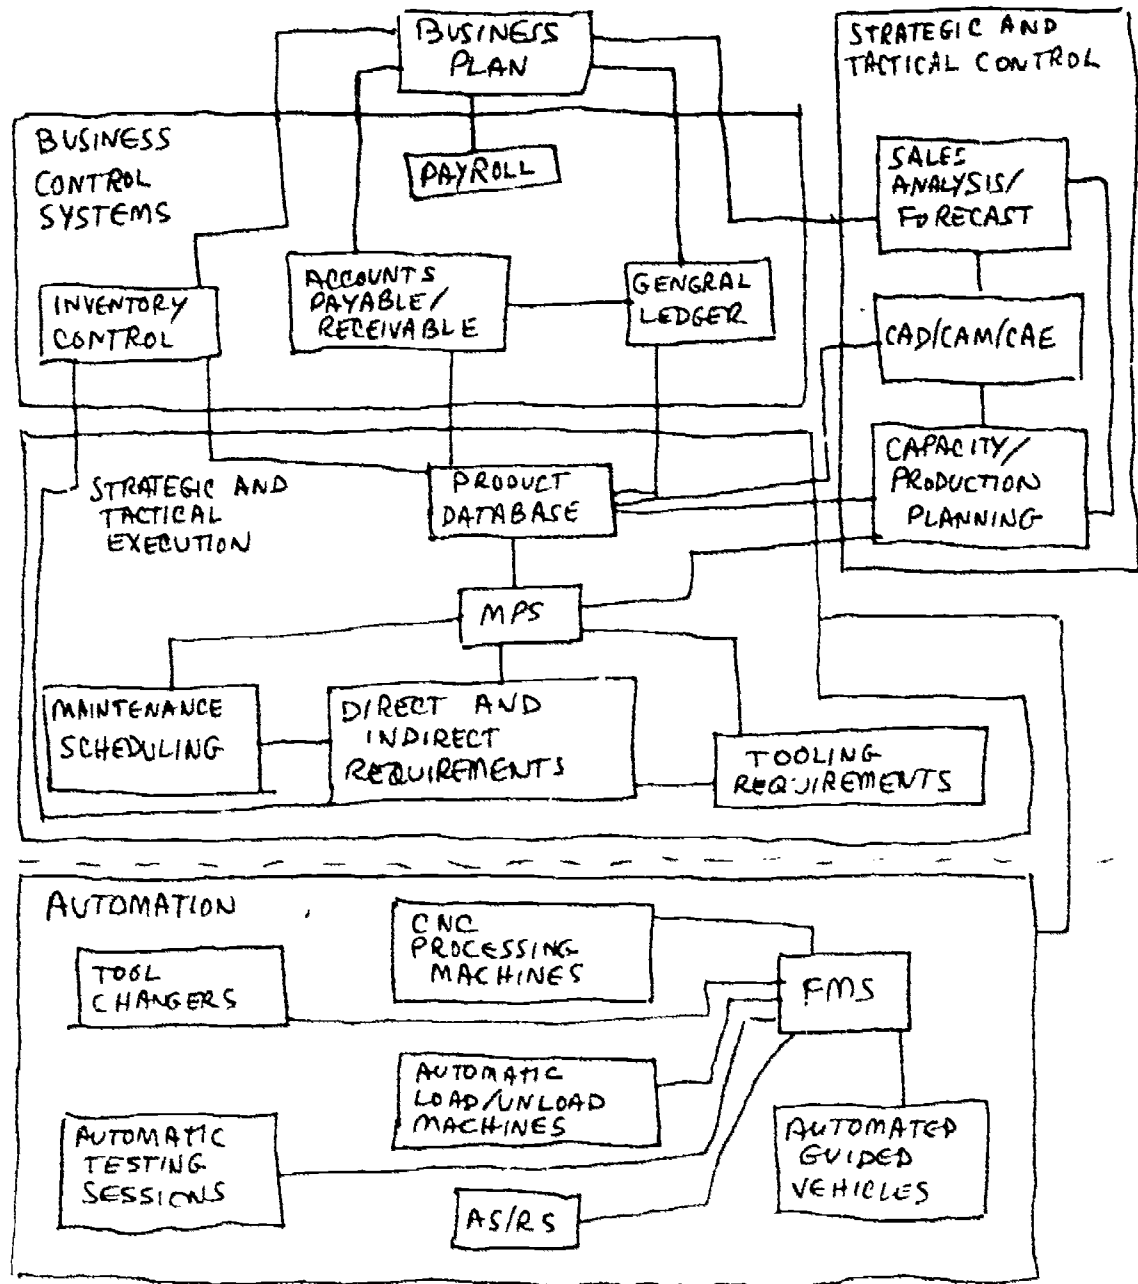 BUSINESS
PLAN
STRATEGIC AND
TACTICAL CONTROL
BUSINESS
CONTROL
SYSTEMS
PAYROLL
SALES
ANALYSIS/
FORECAST
ACCOUNTS
PAYABLE/
RECEIVABLE
GENERAL
LEDGER
INVENTORY
CONTROL
CAD/CAM/CAE
CAPACITY/
PRODUCTION
PLANNING
STRATEGIC AND
TACTICAL
EXECUTION
PRODUCT
DATABASE
MPS
MAINTENANCE
SCHEDULING
DIRECT AND
INDIRECT
REQUIREMENTS
TOOLING
REQUIREMENTS
AUTOMATION
CNC
PROCESSING
MACHINES
TOOL
CHANGERS
FMS
AUTOMATIC
LOAD/UNLOAD
MACHINES
AUTOMATIC
TESTING
SESSIONS
AUTOMATED
GUIDED
VEHICLES
AS/RS